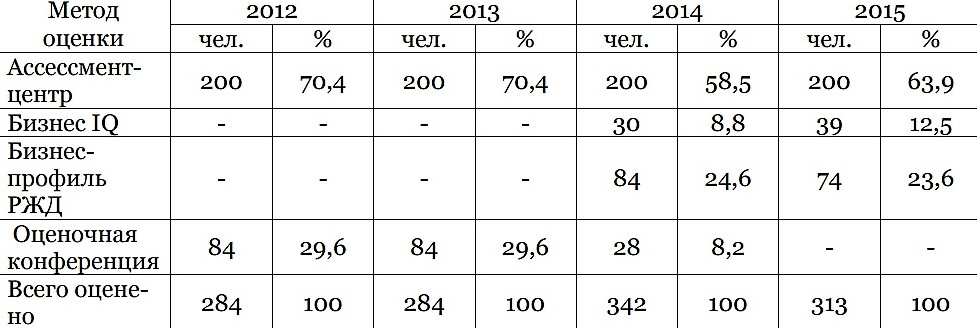 Метод оценки 2012 2013 2014 2015
чел. % чел. % чел. % чел. %
Ассессмент-
центр 200 70,4 200 70,4 200 58,5 200 63,9
Бизнес IQ - - - - 30 8,8 39 12,5
Бизнес-
профиль - - - - 84 24,6 74 23,6
РЖД
Оценочная
конференция 84 29,6 84 29,6 28 8,2 - -
Всего оцене-
но 284 100 284 100 342 100 313 100